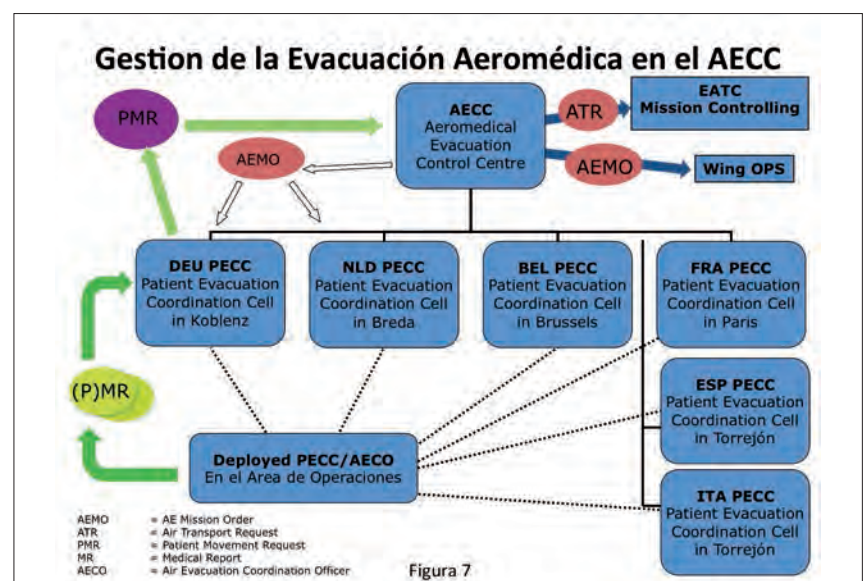 Gestion de la Evacuación Aeromédica en el AECC
PMR
AECC
Aeromedical
Evacuation
Control Centre
ATR
EATC
Mission Controlling
AEMO
AEMO
Wing OPS
DEU PECC
Patient Evacuation
Coordination Cell
in Koblenz
NLD PECC
Patient Evacuation
Coordination Cell
in Breda
BEL PECC
Patient Evacuation
Coordination Cell
in Brussels
FRA PECC
Patient Evacuation
Coordination Cell
in Paris
(P)MR
ESP PECC
Patient Evacuation
Coordination Cell
in Torrejón
Deployed PECC/AECO
En el Area de Operaciones
ITA PECC
Patient Evacuation
Coordination Cell
in Torrejón
AEMO = AE Mission Order
ATR = Air Transport Request
PMR = Patient Movement Request
MR = Medical Report
AECO = Air Evacuation Coordination Officer
Figura 7